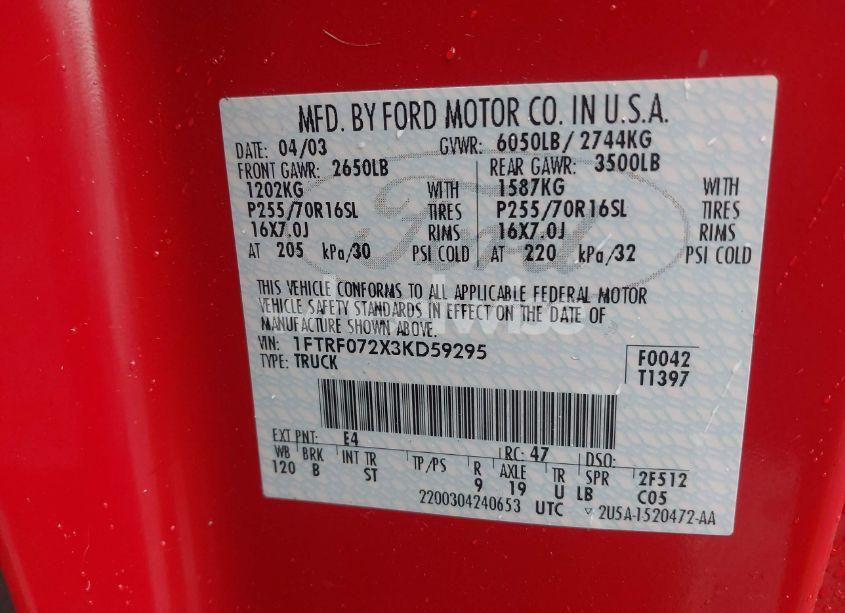 MFD. BY FORD MOTOR CO. IN U.S.A.
DATE: 04/03 GVWR: 6050LB/ 2744KG
FRONT GAWR: 2650LB REAR GAWR: 3500LB
1202KG WITH 1587KG WITH
P255/70R16SL TIRES P255/70R16SL TIRES
16X7.0J RIMS 16X7.0J RIMS
AT 205 kPa/30 PSI COLD AT 220 kPa/32 PSI COLD
THIS VEHICLE CONFORMS TO ALL APPLICABLE FEDERAL MOTOR
VEHICLE SAFETY STANDARDS IN EFFECT ON THE DATE OF
MANUFACTURE SHOWN ABOVE.
VIN: 1FTRF072X3KD59295 F0042
TYPE: TRUCK T1397
EXT PNT: E4 RC: 47 DSO:
WB BRK INT TR TP/PS R AXLE TR SPR 2F512
120 B ST 9 19 U LB C05
2200304240653 UTC ▽ 2U5A-1520472-AA